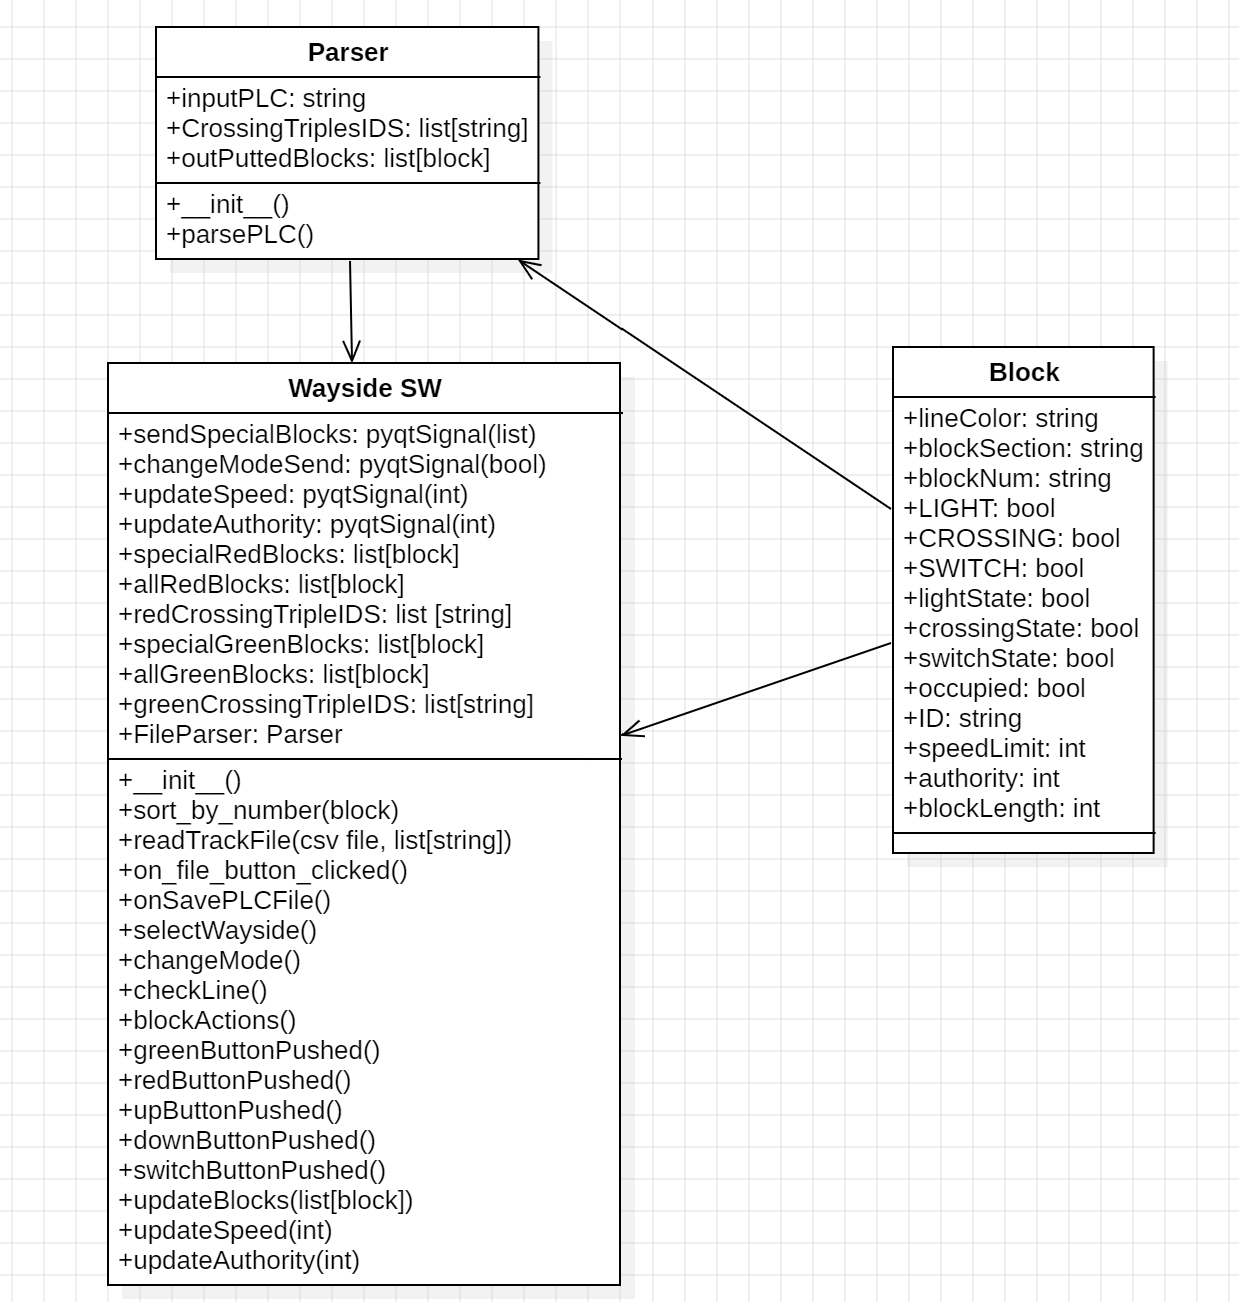 Parser
+inputPLC: string
+CrossingTriplesIDS: list[string]
+outPuttedBlocks: list[block]
+__init__()
+parsePLC()
Wayside SW
+sendSpecialBlocks: pyqtSignal(list)
+changeModeSend: pyqtSignal(bool)
+updateSpeed: pyqtSignal(int)
+updateAuthority: pyqtSignal(int)
+specialRedBlocks: list[block]
+allRedBlocks: list[block]
+redCrossingTripleIDS: list [string]
+specialGreenBlocks: list[block]
+allGreenBlocks: list[block]
+greenCrossingTripleIDS: list[string]
+FileParser: Parser
+__init__()
+sort_by_number(block)
+readTrackFile(csv file, list[string])
+on_file_button_clicked()
+onSavePLCFile()
+selectWayside()
+changeMode()
+checkLine()
+blockActions()
+greenButtonPushed()
+redButtonPushed()
+upButtonPushed()
+downButtonPushed()
+switchButtonPushed()
+updateBlocks(list[block])
+updateSpeed(int)
+updateAuthority(int)
Block
+lineColor: string
+blockSection: string
+blockNum: string
+LIGHT: bool
+CROSSING: bool
+SWITCH: bool
+lightState: bool
+crossingState: bool
+switchState: bool
+occupied: bool
+ID: string
+speedLimit: int
+authority: int
+blockLength: int